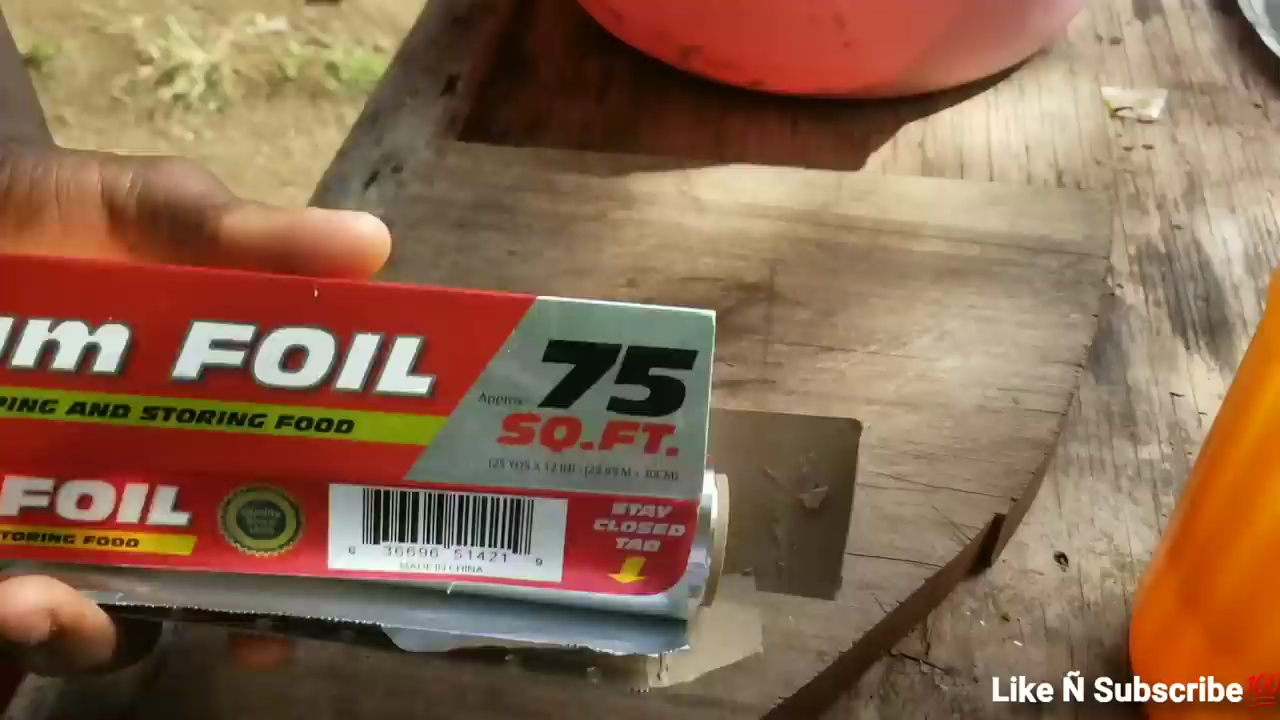 um FOIL
PING AND STORING FOOD
Approx. 75
SQ.FT.
FOIL
TORING FOOD
Quality
6 36696 51421 9
MADE IN CHINA
STAY
CLOSED
TAB
Like Ñ Subscribe💯